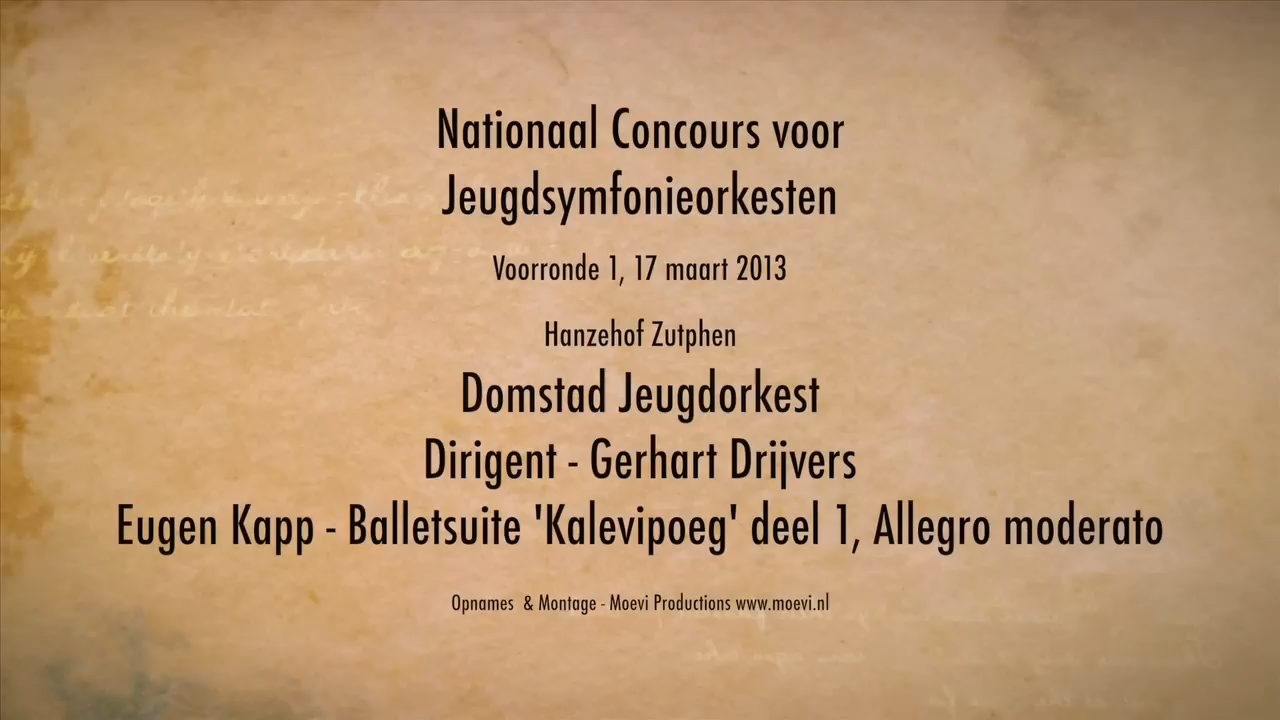 Nationaal Concours voor
Jeugdsymfonieorkesten
Voorronde 1, 17 maart 2013
Hanzehof Zutphen
Domstad Jeugdorkest
Dirigent - Gerhart Drijvers
Eugen Kapp - Balletsuite 'Kalevipoeg' deel 1, Allegro moderato
Opnames & Montage - Moevi Productions www.moevi.nl